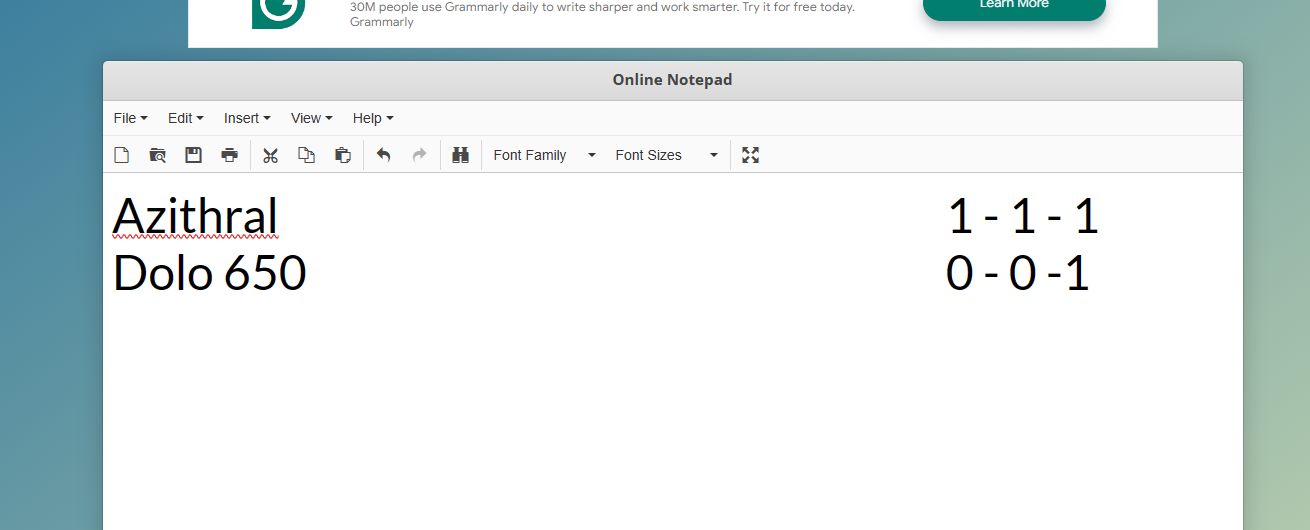 30M people use Grammarly daily to write sharper and work smarter. Try it for free today.
Grammarly
Learn More
Online Notepad
File Edit Insert View Help
Font Family Font Sizes
Azithral 1 - 1 - 1
Dolo 650 0 - 0 -1